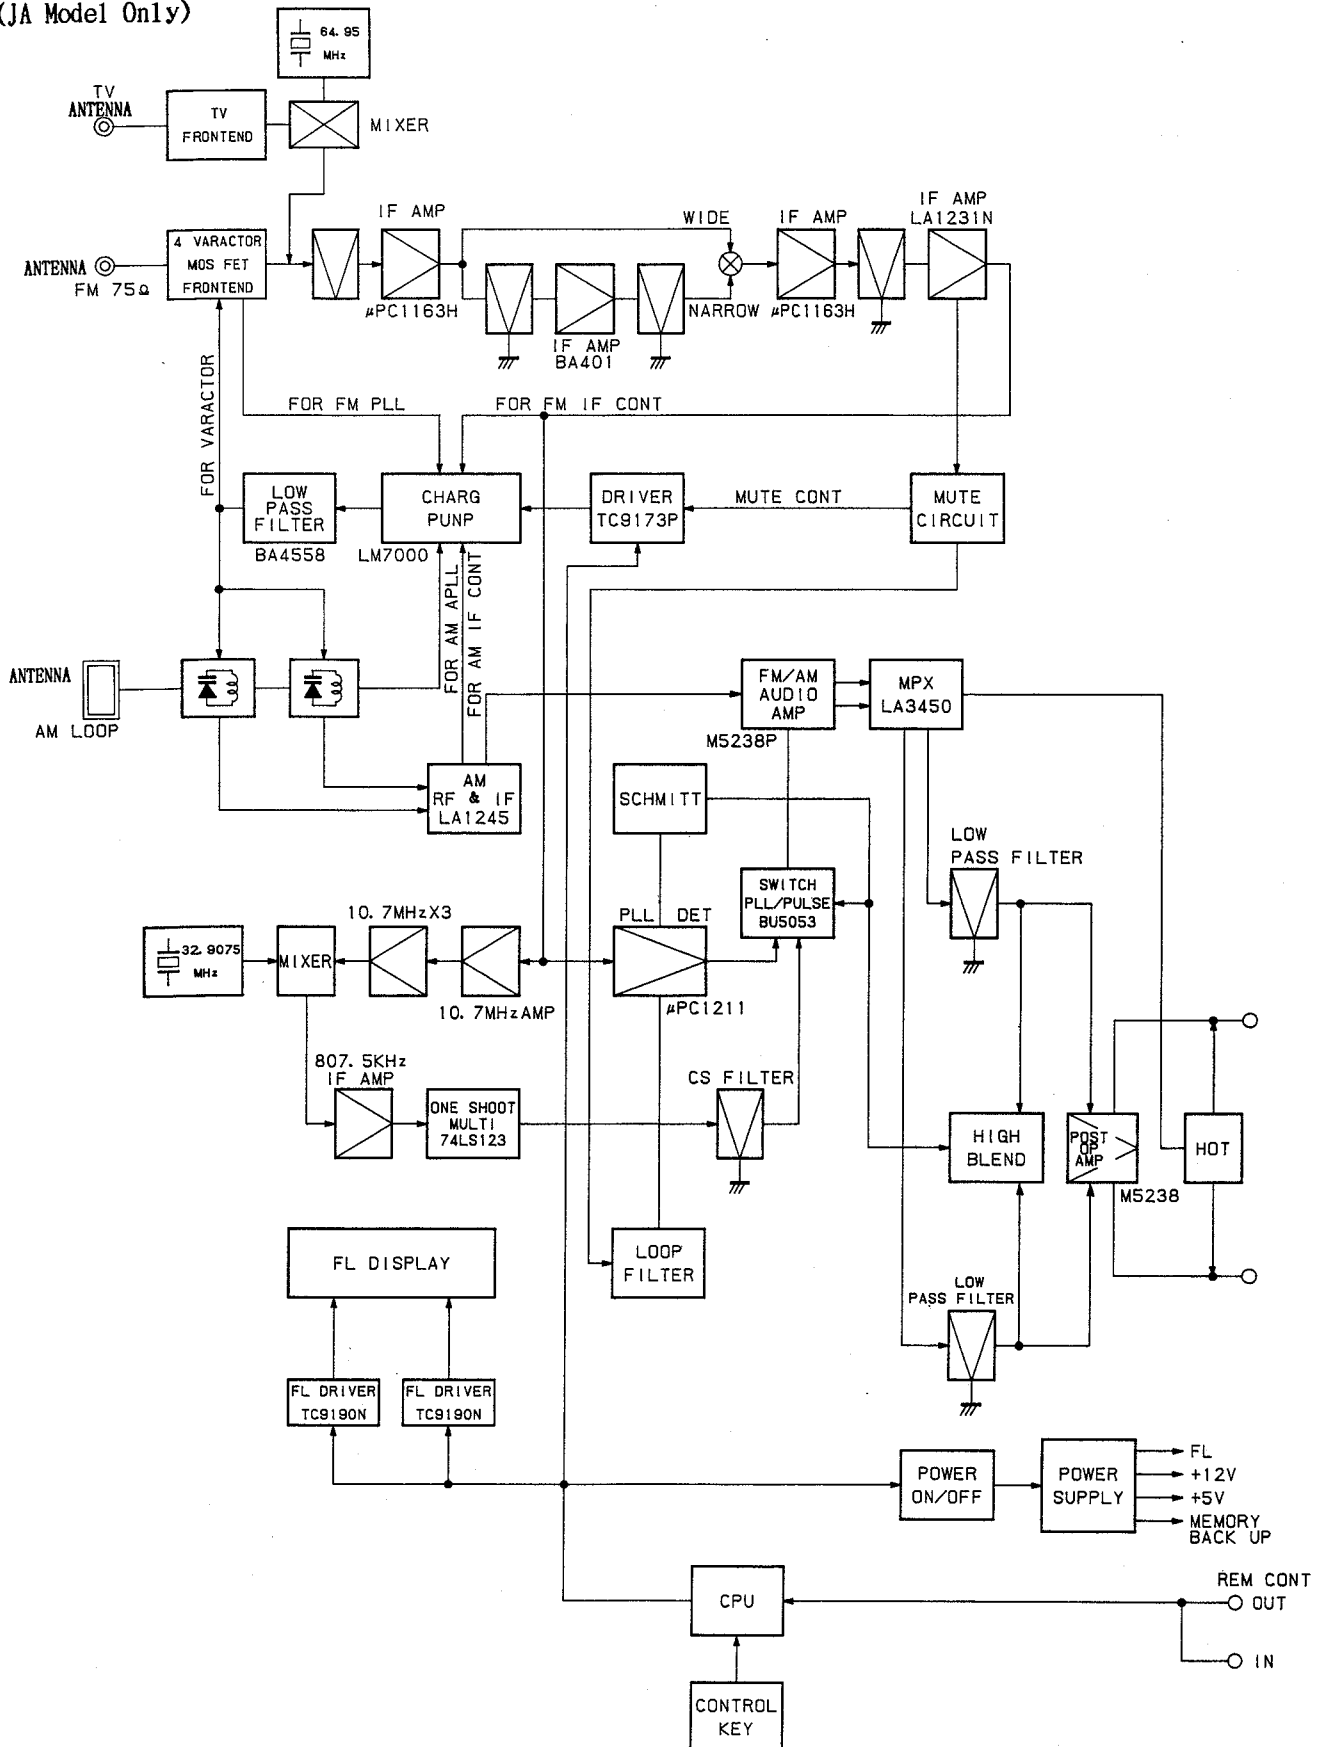 (JA Model Only)
64.95
MHz
TV
ANTENNA
TV
FRONTEND
MIXER
IF AMP
WIDE
IF AMP
IF AMP
LA1231N
4 VARACTOR
MOS FET
FRONTEND
ANTENNA
FM 75Ω
μPC1163H
NARROW
μPC1163H
IF AMP
BA401
FOR VARACTOR
FOR FM PLL
FOR FM IF CONT
LOW
PASS
FILTER
BA4558
CHARG
PUNP
LM7000
DRIVER
TC9173P
MUTE CONT
MUTE
CIRCUIT
FOR AM APLL
FOR AM IF CONT
ANTENNA
AM LOOP
FM/AM
AUDIO
AMP
M5238P
MPX
LA3450
AM
RF & IF
LA1245
SCHMITT
LOW
PASS FILTER
SWITCH
PLL/PULSE
BU5053
10.7MHzX3
PLL DET
32.9075
MHz
MIXER
10.7MHzAMP
μPC1211
807.5KHz
IF AMP
CS FILTER
ONE SHOOT
MULTI
74LS123
HIGH
BLEND
POST
OP
AMP
M5238
HOT
FL DISPLAY
LOOP
FILTER
LOW
PASS FILTER
FL DRIVER
TC9190N
FL DRIVER
TC9190N
POWER
ON/OFF
POWER
SUPPLY
FL
+12V
+5V
MEMORY
BACK UP
CPU
REM CONT
OUT
IN
CONTROL
KEY